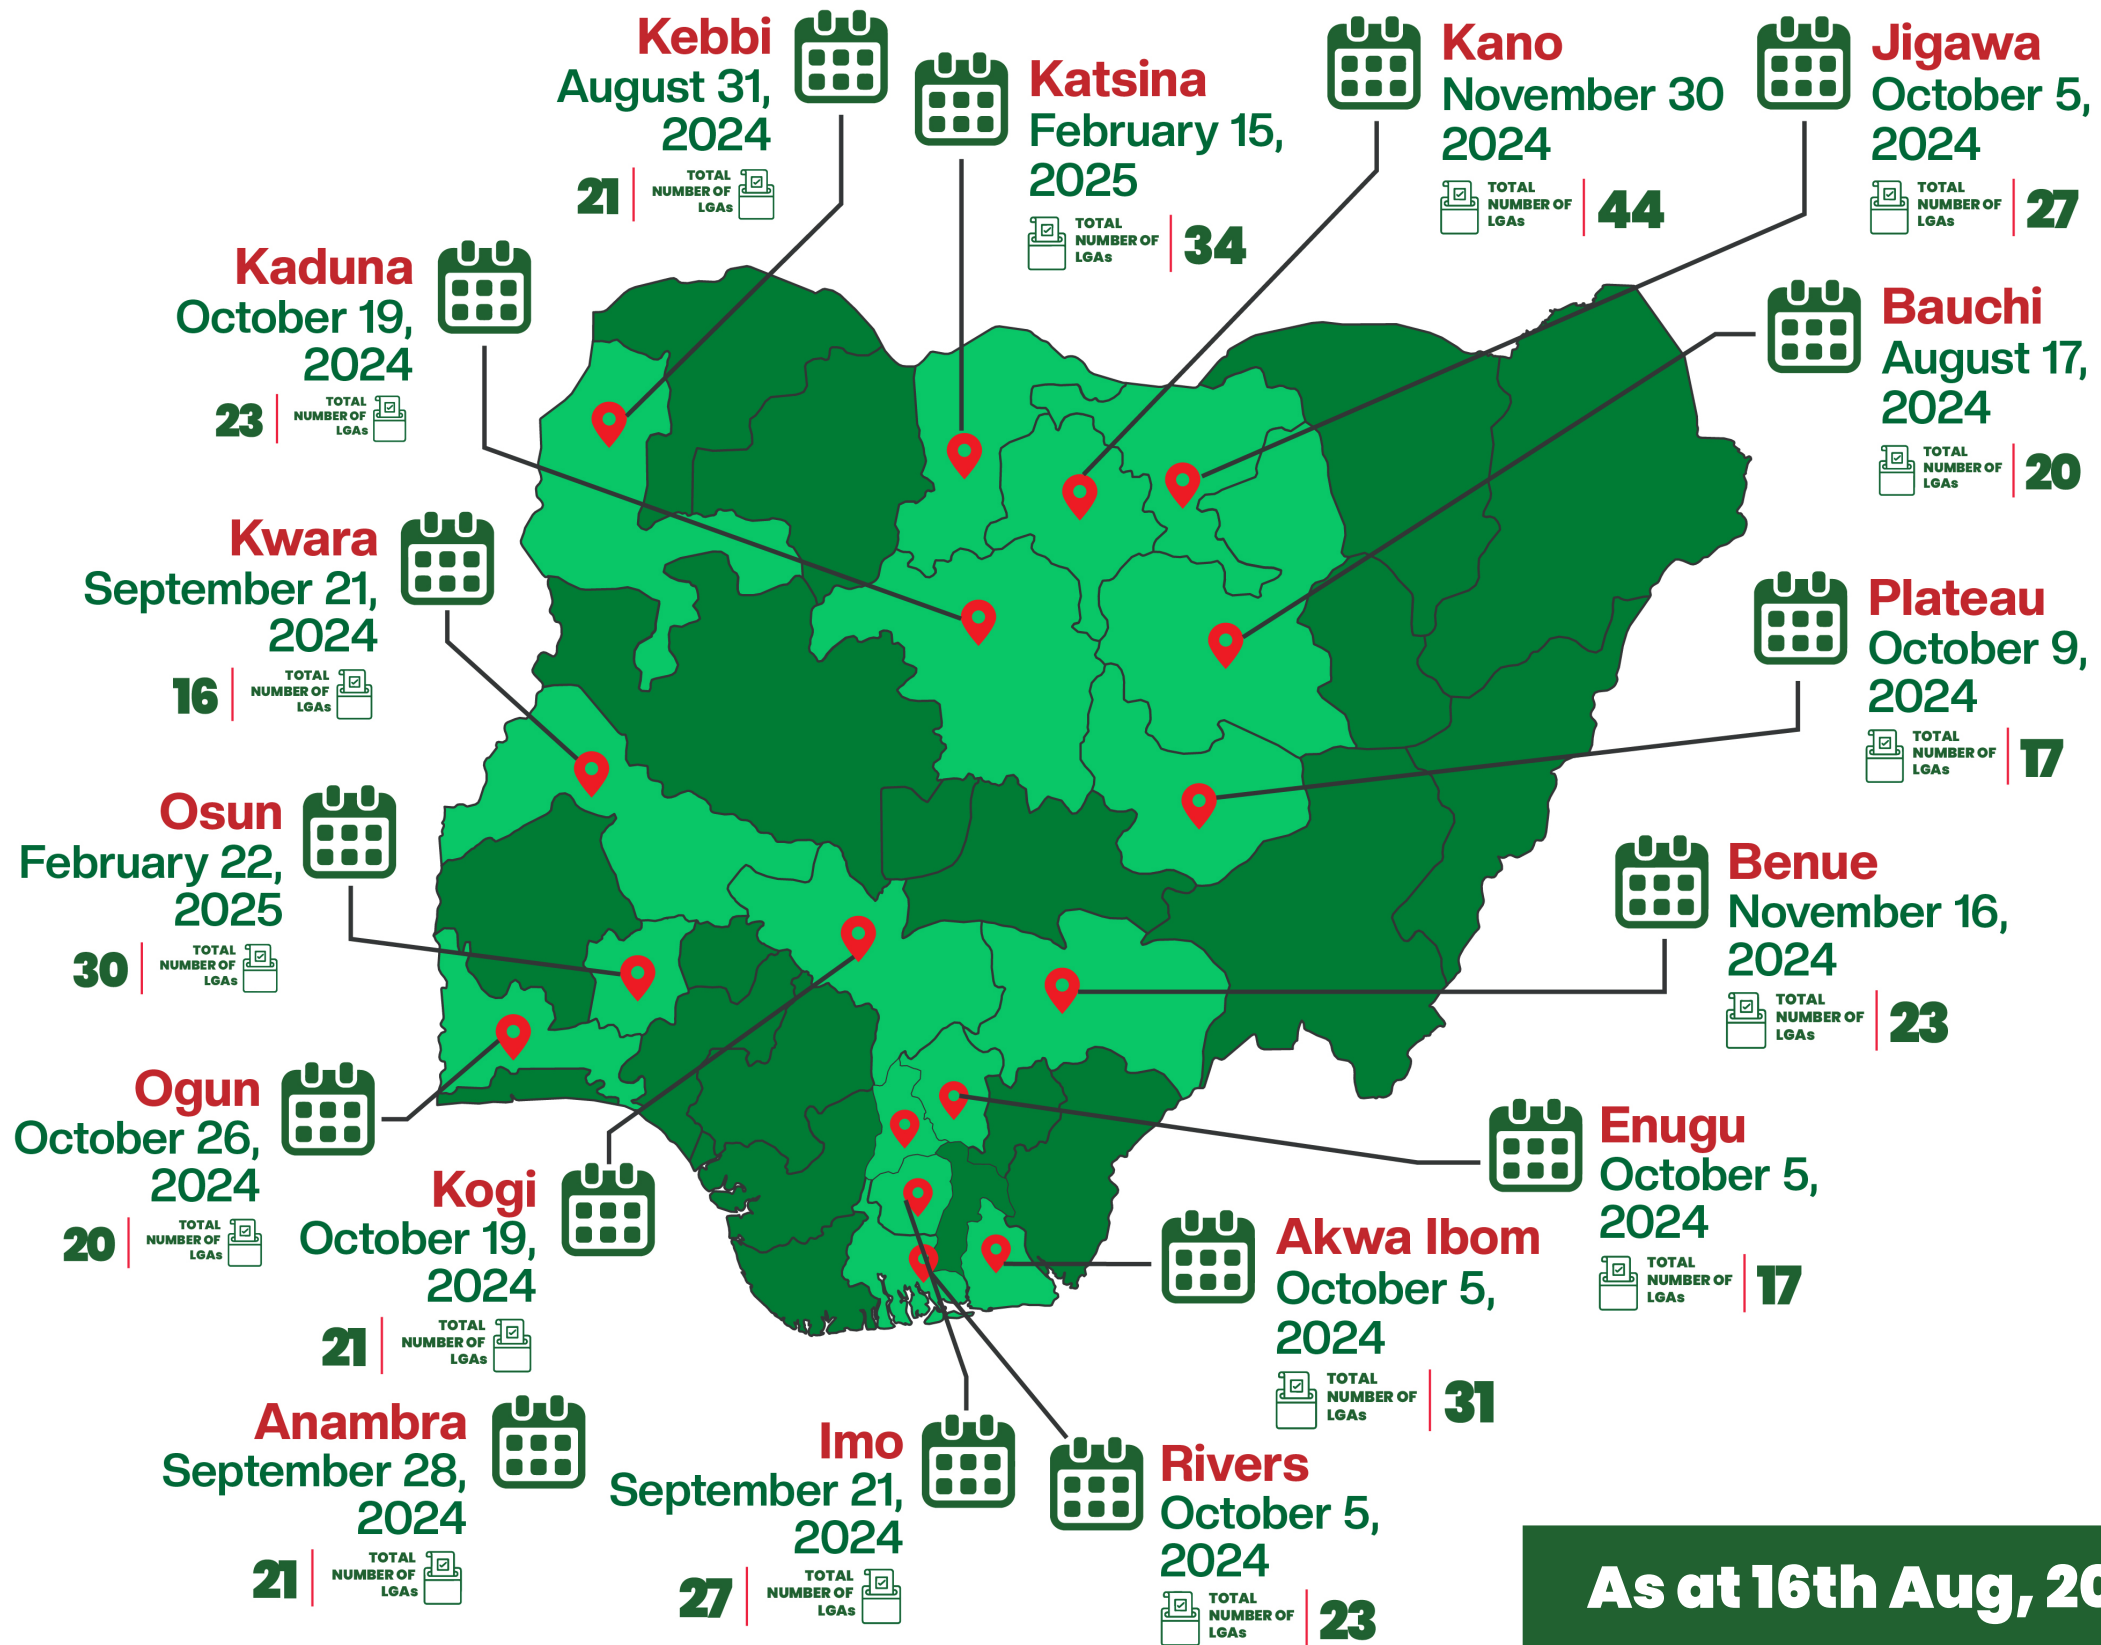 Kebbi
August 31,
2024
21
TOTAL
NUMBER OF
LGAs
Katsina
February 15,
2025
TOTAL
NUMBER OF
LGAs
34
Kano
November 30
2024
TOTAL
NUMBER OF
LGAs
44
Jigawa
October 5,
2024
TOTAL
NUMBER OF
LGAs
27
Kaduna
October 19,
2024
23
TOTAL
NUMBER OF
LGAs
Bauchi
August 17,
2024
TOTAL
NUMBER OF
LGAs
20
Kwara
September 21,
2024
16
TOTAL
NUMBER OF
LGAs
Plateau
October 9,
2024
TOTAL
NUMBER OF
LGAs
17
Osun
February 22,
2025
30
TOTAL
NUMBER OF
LGAs
Benue
November 16,
2024
TOTAL
NUMBER OF
LGAs
23
Ogun
October 26,
2024
20
TOTAL
NUMBER OF
LGAs
Kogi
October 19,
2024
21
TOTAL
NUMBER OF
LGAs
Enugu
October 5,
2024
TOTAL
NUMBER OF
LGAs
17
Akwa Ibom
October 5,
2024
TOTAL
NUMBER OF
LGAs
31
Anambra
September 28,
2024
21
TOTAL
NUMBER OF
LGAs
Imo
September 21,
2024
27
TOTAL
NUMBER OF
LGAs
Rivers
October 5,
2024
TOTAL
NUMBER OF
LGAs
23
As at 16th Aug,